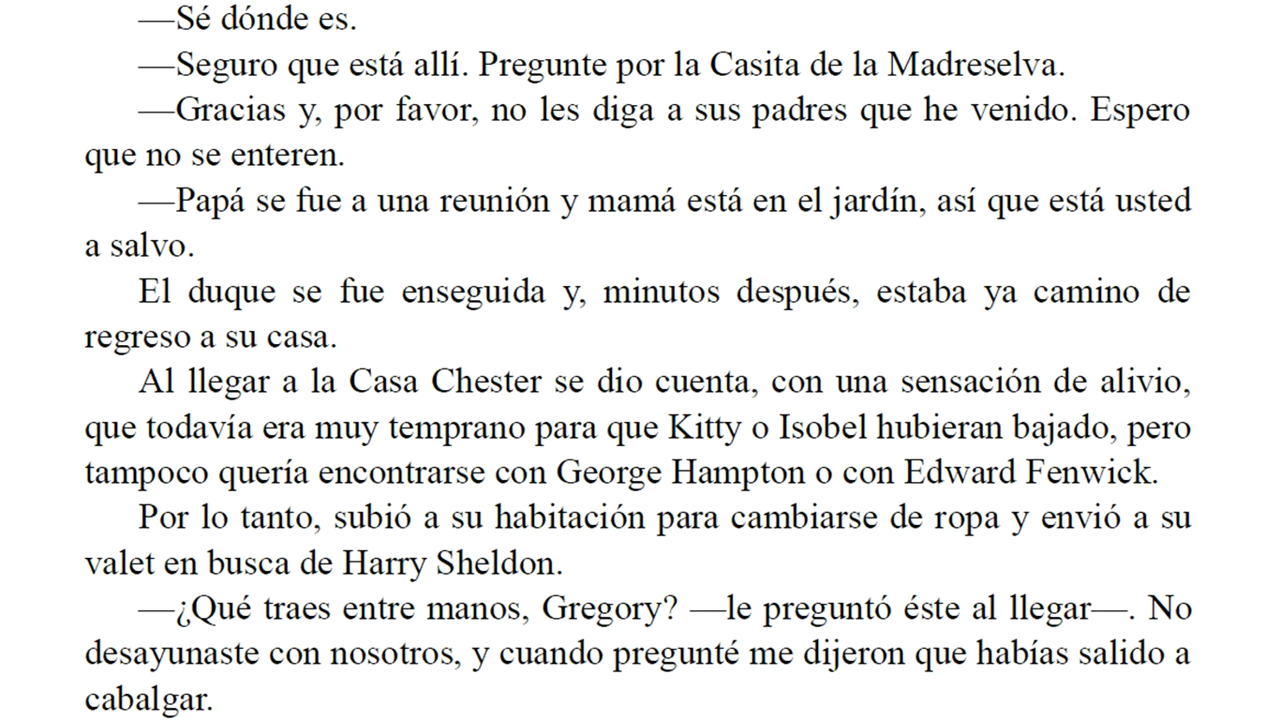 —Sé dónde es.
—Seguro que está allí. Pregunte por la Casita de la Madreselva.
—Gracias y, por favor, no les diga a sus padres que he venido. Espero
que no se enteren.
—Papá se fue a una reunión y mamá está en el jardín, así que está usted
a salvo.
El duque se fue enseguida y, minutos después, estaba ya camino de
regreso a su casa.
Al llegar a la Casa Chester se dio cuenta, con una sensación de alivio,
que todavía era muy temprano para que Kitty o Isobel hubieran bajado, pero
tampoco quería encontrarse con George Hampton o con Edward Fenwick.
Por lo tanto, subió a su habitación para cambiarse de ropa y envió a su
valet en busca de Harry Sheldon.
—¿Qué traes entre manos, Gregory? —le preguntó éste al llegar—. No
desayunaste con nosotros, y cuando pregunté me dijeron que habías salido a
cabalgar.